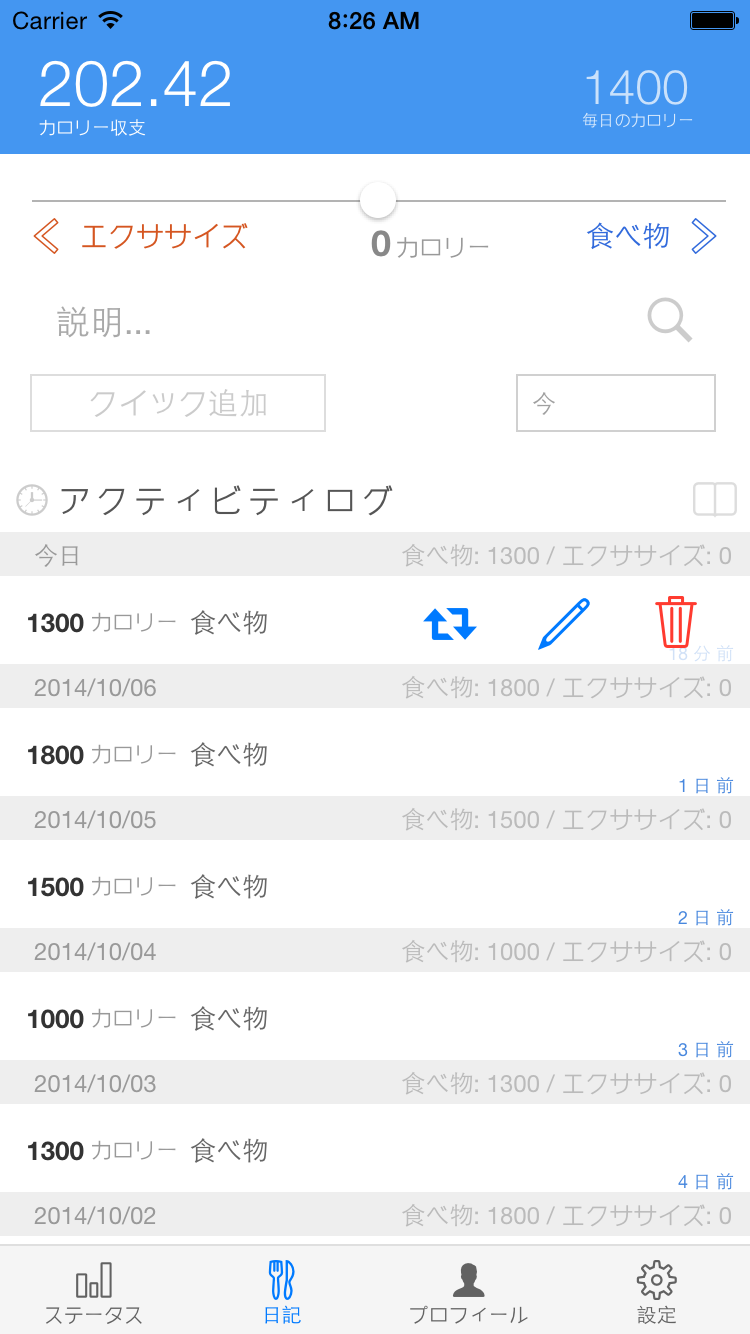 Carrier 8:26 AM
202.42 1400
カロリー収支 毎日のカロリー
エクササイズ 0 カロリー 食べ物
説明...
クイック追加 今
アクティビティログ
今日 食べ物: 1300 / エクササイズ: 0
1300 カロリー 食べ物
18 分 前
2014/10/06 食べ物: 1800 / エクササイズ: 0
1800 カロリー 食べ物
1 日 前
2014/10/05 食べ物: 1500 / エクササイズ: 0
1500 カロリー 食べ物
2 日 前
2014/10/04 食べ物: 1000 / エクササイズ: 0
1000 カロリー 食べ物
3 日 前
2014/10/03 食べ物: 1300 / エクササイズ: 0
1300 カロリー 食べ物
4 日 前
2014/10/02 食べ物: 1800 / エクササイズ: 0
ステータス 日記 プロフィール 設定